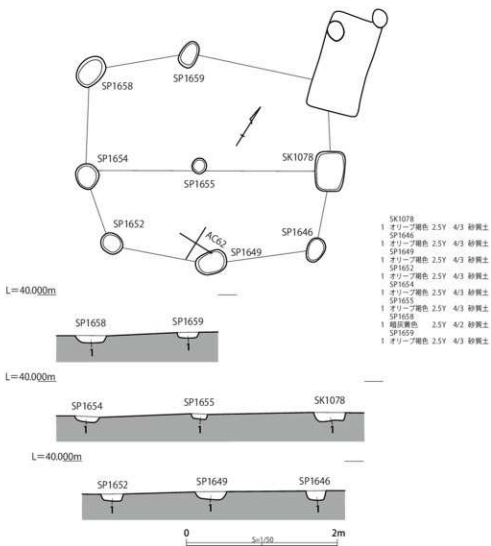 SP1658
SP1659
SP1654
SP1655
SK1078
SP1652
AC62
SP1649
SP1646
SK1078
1 オリーブ褐色 2.5Y 4/3 砂質土
SP1646
1 オリーブ褐色 2.5Y 4/3 砂質土
SP1649
1 オリーブ褐色 2.5Y 4/3 砂質土
SP1652
1 オリーブ褐色 2.5Y 4/3 砂質土
SP1654
1 オリーブ褐色 2.5Y 4/3 砂質土
SP1655
1 オリーブ褐色 2.5Y 4/3 砂質土
SP1658
1 暗灰黄色 2.5Y 4/2 砂質土
SP1659
1 オリーブ褐色 2.5Y 4/3 砂質土
L=40.000m
SP1658 SP1659
1 1
L=40.000m
SP1654 SP1655 SK1078
1 1 1
L=40.000m
SP1652 SP1649 SP1646
1 1 1
0 2m
S=1/50